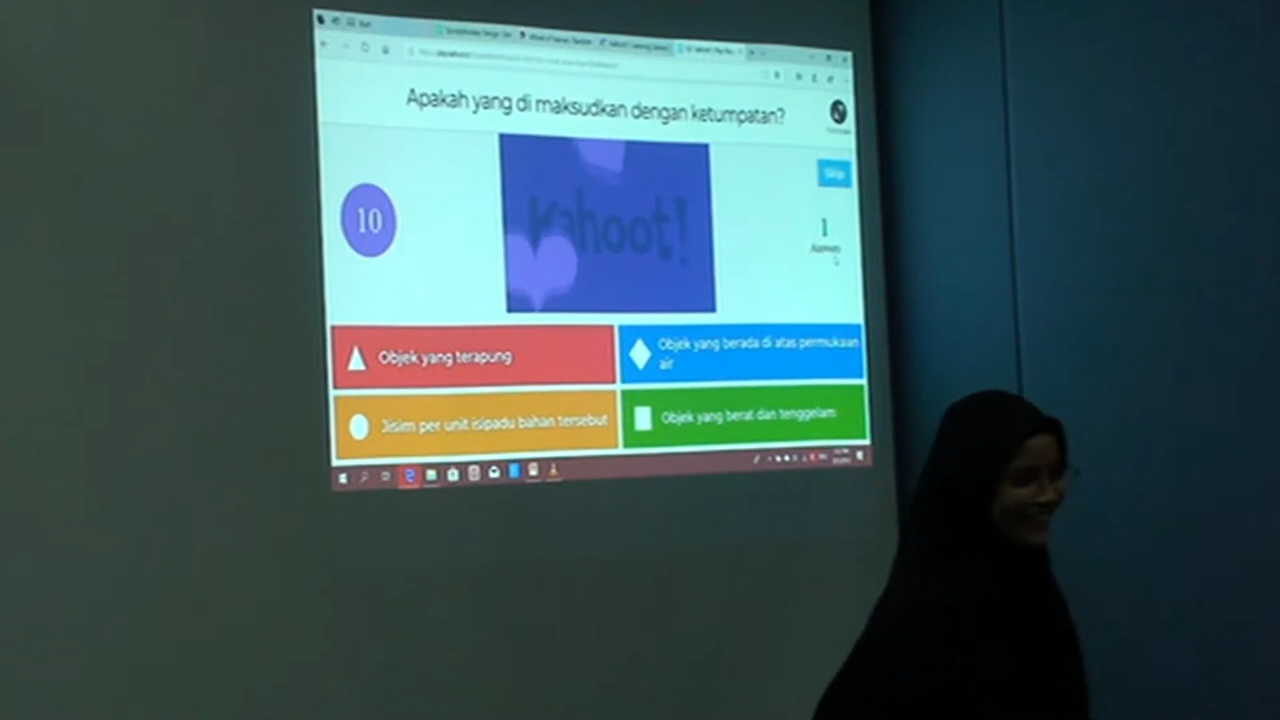 Apakah yang di maksudkan dengan ketumpatan?
Skip
10
Kahoot!
1
Answers
Objek yang terapung
Objek yang berada di atas permukaan
air
Jisim per unit isipadu bahan tersebut
Objek yang berat dan tenggelam